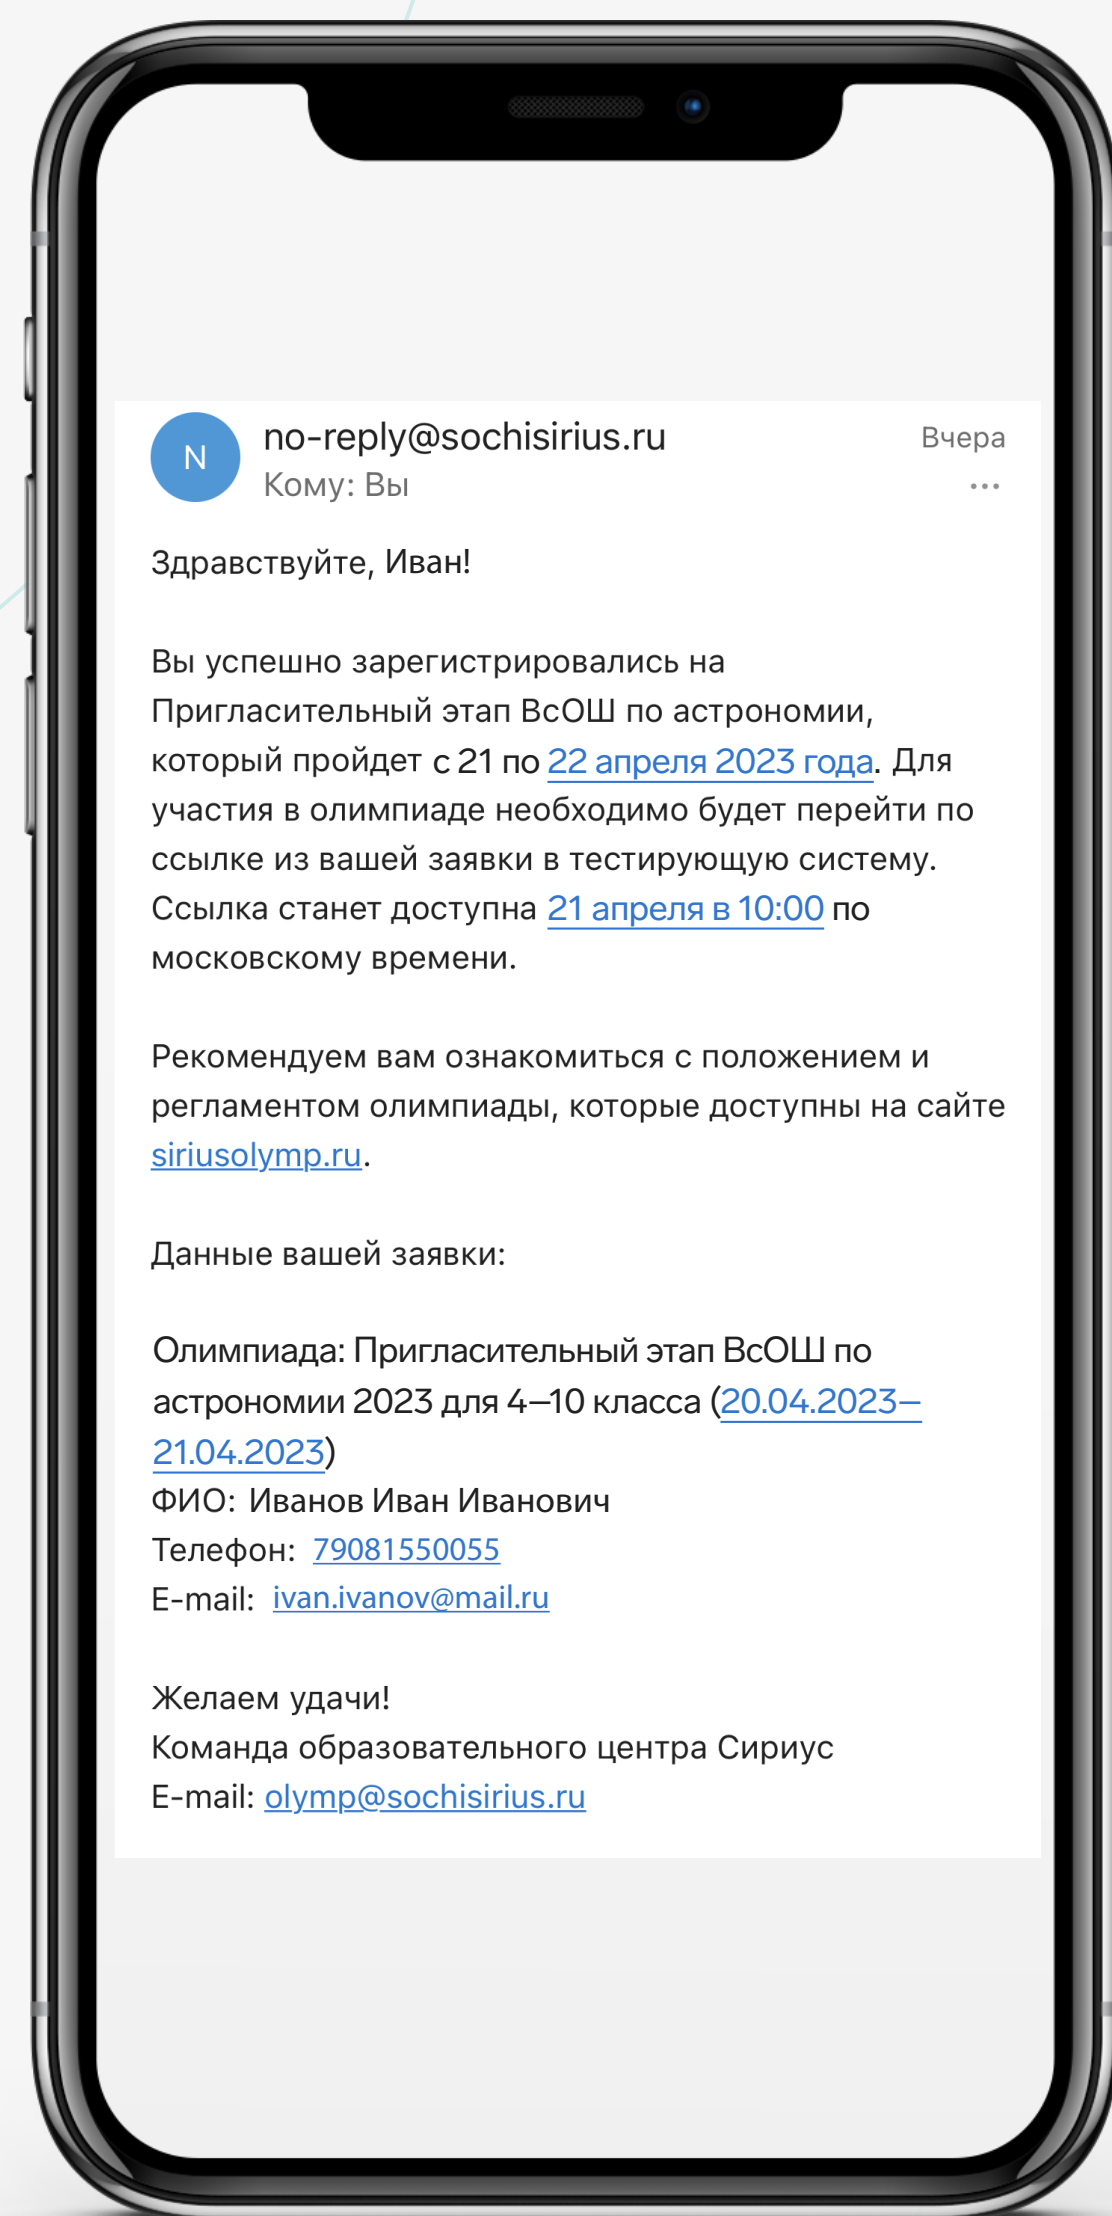 N
no-reply@sochisirius.ru
Вчера
Кому: Вы
...
Здравствуйте, Иван!
Вы успешно зарегистрировались на
Пригласительный этап ВсОШ по астрономии,
который пройдет с 21 по 22 апреля 2023 года. Для
участия в олимпиаде необходимо будет перейти по
ссылке из вашей заявки в тестирующую систему.
Ссылка станет доступна 21 апреля в 10:00 по
московскому времени.
Рекомендуем вам ознакомиться с положением и
регламентом олимпиады, которые доступны на сайте
siriusolymp.ru.
Данные вашей заявки:
Олимпиада: Пригласительный этап ВсОШ по
астрономии 2023 для 4–10 класса (20.04.2023–
21.04.2023)
ФИО: Иванов Иван Иванович
Телефон: 79081550055
E-mail: ivan.ivanov@mail.ru
Желаем удачи!
Команда образовательного центра Сириус
E-mail: olymp@sochisirius.ru